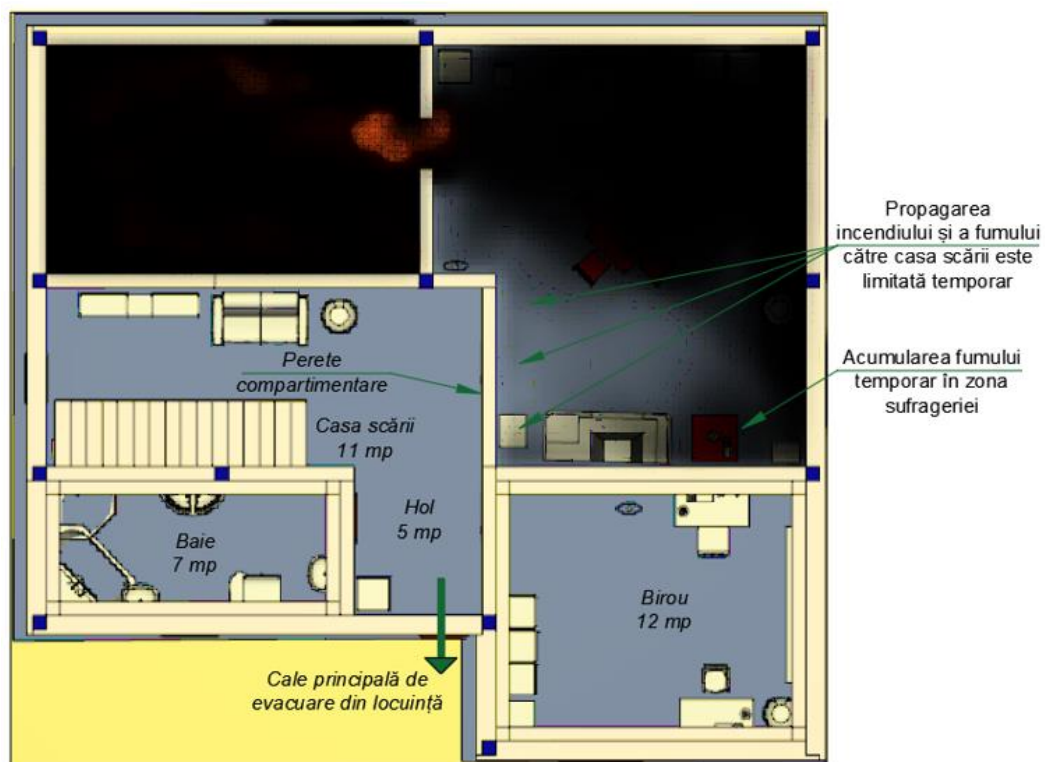 Propagarea
incendiului și a fumului
către casa scării este
limitată temporar
Perete
compartimentare
Acumularea fumului
temporar în zona
sufrageriei
Casa scării
11 mp
Hol
5 mp
Baie
7 mp
Birou
12 mp
Cale principală de
evacuare din locuință